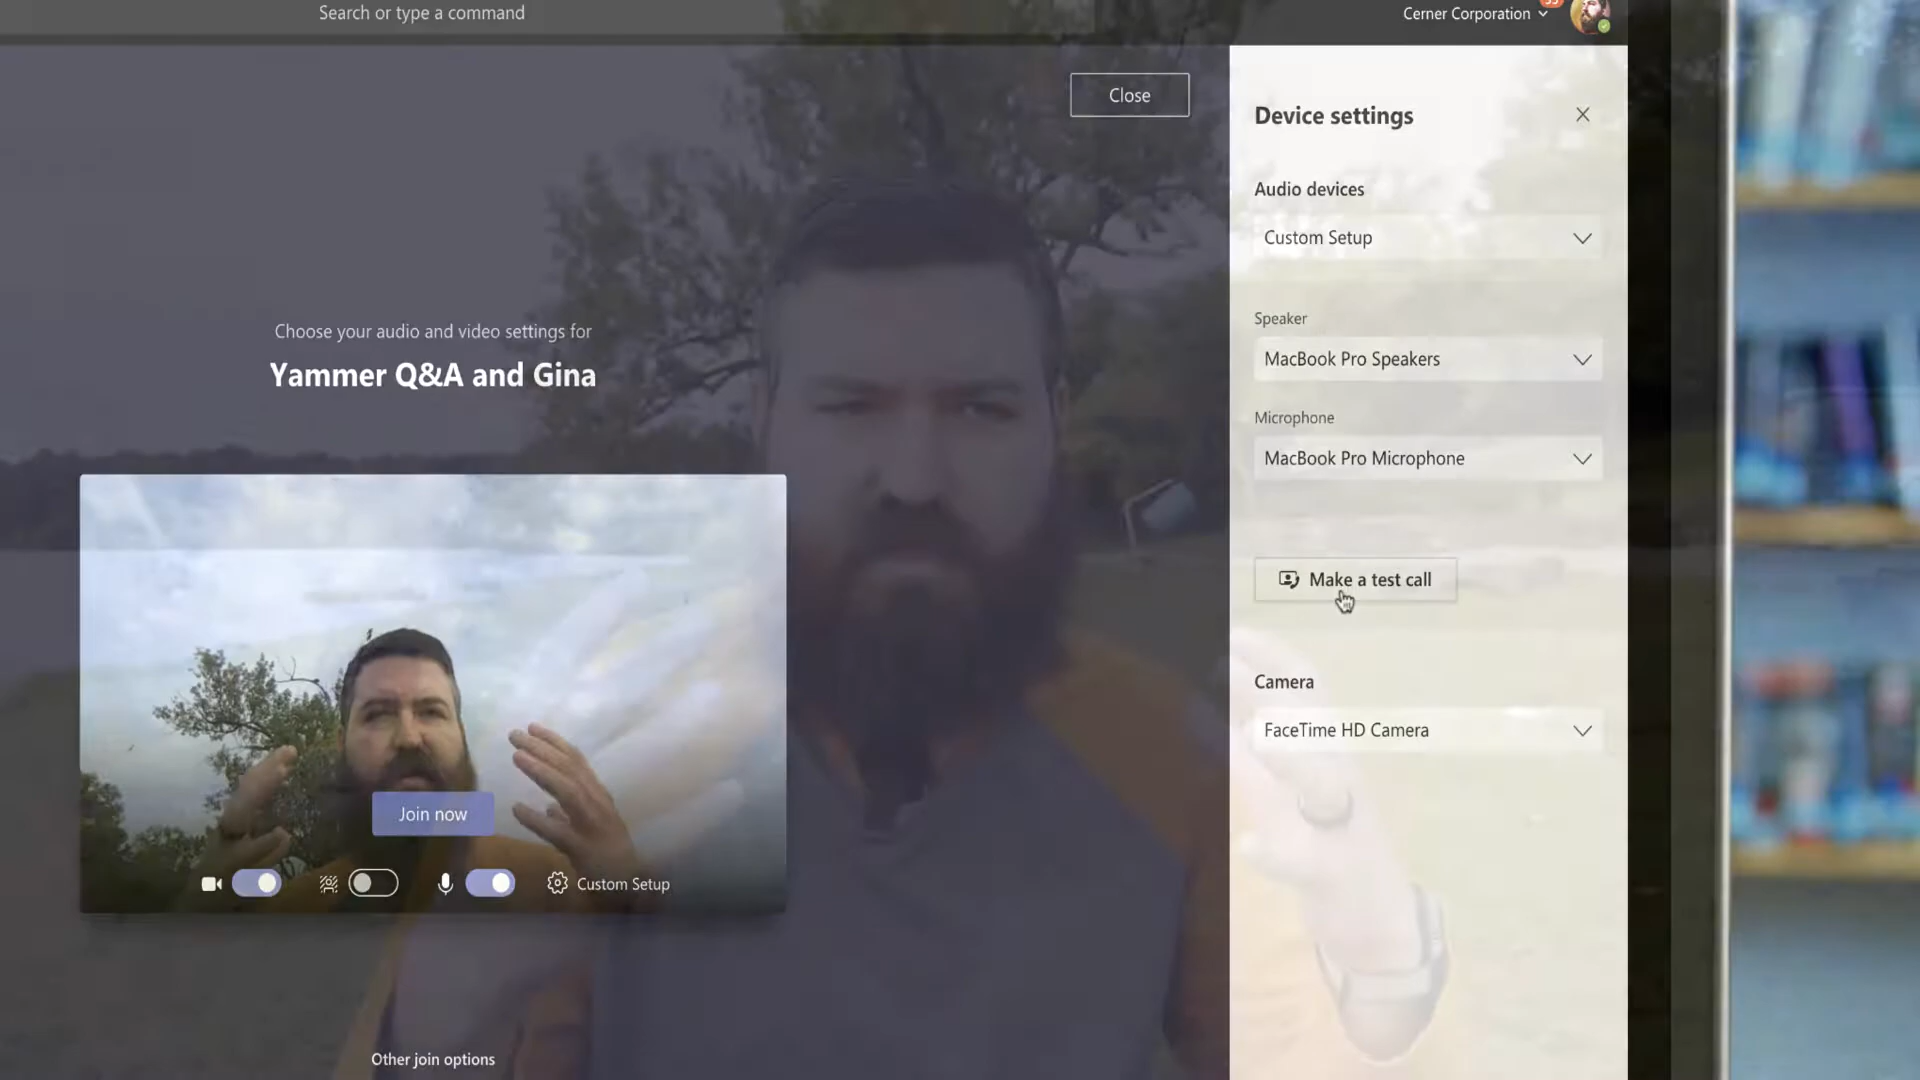 Search or type a command
Cerner Corporation
Close
Device settings
Audio devices
Custom Setup
Speaker
MacBook Pro Speakers
Microphone
MacBook Pro Microphone
Make a test call
Camera
FaceTime HD Camera
Choose your audio and video settings for
Yammer Q&A and Gina
Join now
Custom Setup
Other join options